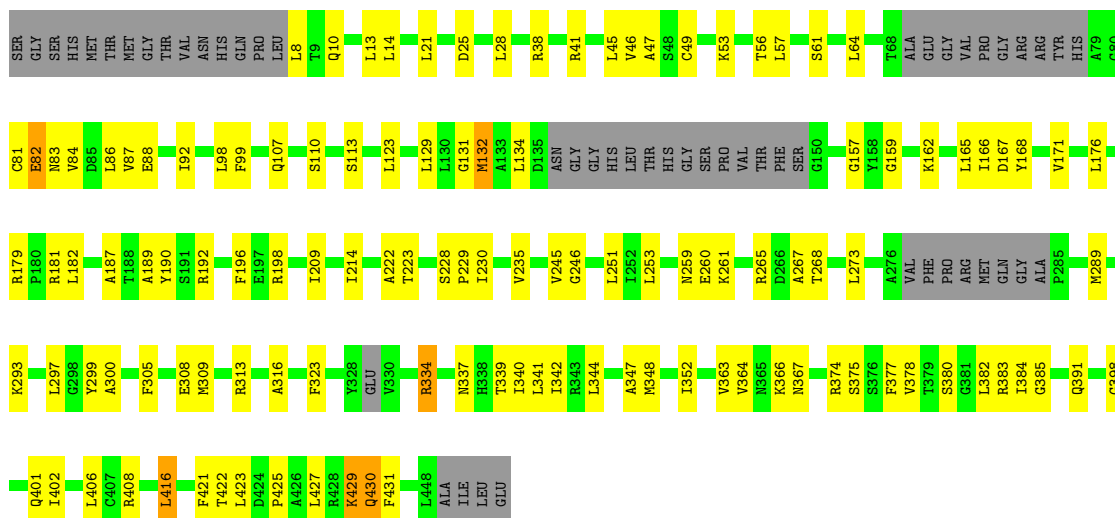 SER GLY SER HIS MET THR MET GLY THR VAL ASN HIS GLN PRO LEU L8 T9 Q10 L13 L14 L21 D25 L28 R38 R41 L45 V46 A47 S48 C49 K53 T56 L57 S61 L64 T68 ALA GLU GLY VAL PRO GLY ARG ARG TYR HIS A79
C81 E82 N83 V84 D85 L86 V87 E88 I92 L98 F99 Q107 S110 S113 L123 L129 L130 G131 M132 A133 L134 D135 ASN GLY GLY HIS LEU THR HIS GLY SER PRO VAL THR PHE SER G150 G157 Y158 G159 K162 L165 I166 D167 Y168 V171 L176
R179 P180 R181 L182 A187 T188 A189 Y190 S191 R192 F196 E197 R198 I209 I214 A222 T223 S228 P229 I230 V235 V245 G246 L251 I252 L253 N259 E260 K261 R265 D266 A267 T268 L273 A276 VAL PHE PRO ARG MET GLN GLY ALA P285 M289
K293 L297 G298 Y299 A300 F305 E308 M309 R313 A316 F323 Y328 GLU V330 R334 N337 H338 T339 I340 L341 I342 R343 L344 A347 M348 I352 V363 V364 N365 K366 N367 R374 S375 S376 F377 V378 T379 S380 G381 L382 R383 I384 G385 Q391
Q401 I402 L406 C407 R408 L416 F421 T422 L423 D424 P425 A426 L427 R428 K429 Q430 F431 L448 ALA ILE LEU GLU